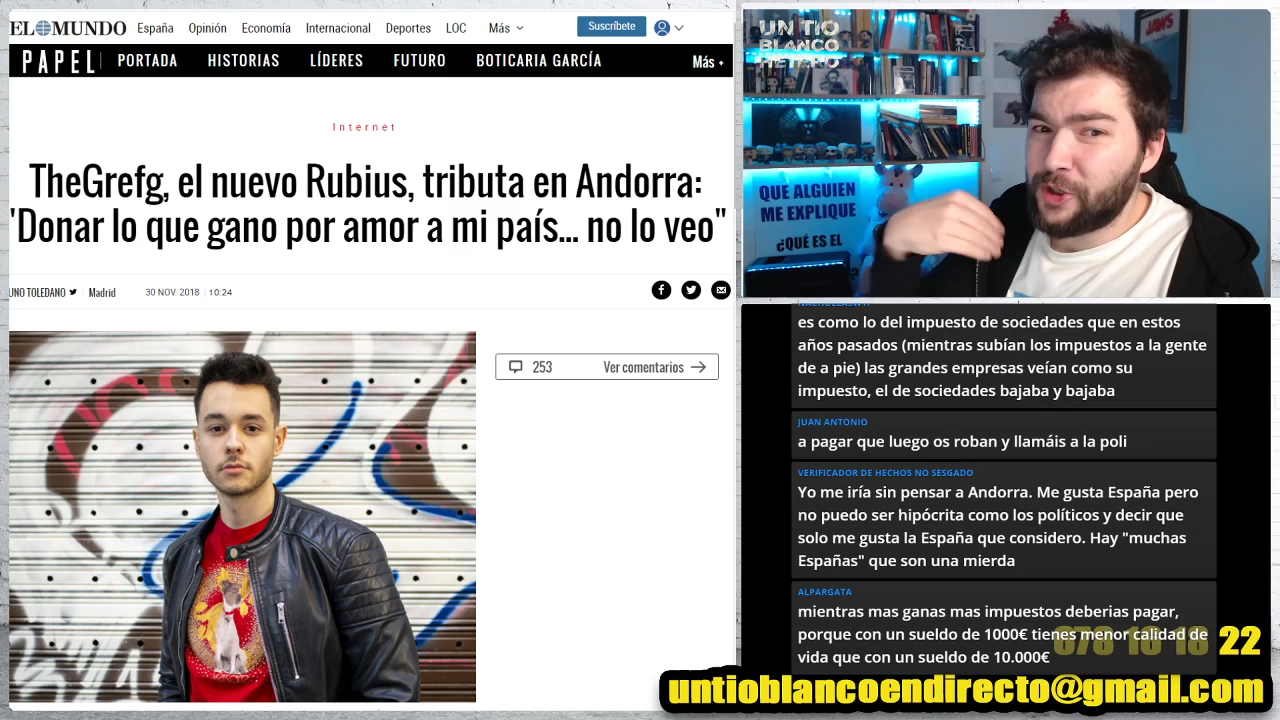 EL MUNDO España Opinión Economía Internacional Deportes LOC Más Suscríbete
PAPEL PORTADA HISTORIAS LÍDERES FUTURO BOTICARIA GARCÍA Más +
Internet
TheGrefg, el nuevo Rubius, tributa en Andorra:
"Donar lo que gano por amor a mi país... no lo veo"
UNO TOLEDANO Madrid 30 NOV. 2018 10:24
253 Ver comentarios
UN TIO
BLANCO
HETERO
JAWS
QUE ALGUIEN
ME EXPLIQUE
¿QUÉ ES EL
es como lo del impuesto de sociedades que en estos
años pasados (mientras subían los impuestos a la gente
de a pie) las grandes empresas veían como su
impuesto, el de sociedades bajaba y bajaba
JUAN ANTONIO
a pagar que luego os roban y llamáis a la poli
VERIFICADOR DE HECHOS NO SESGADO
Yo me iría sin pensar a Andorra. Me gusta España pero
no puedo ser hipócrita como los políticos y decir que
solo me gusta la España que considero. Hay "muchas
Españas" que son una mierda
ALPARGATA
mientras mas ganas mas impuestos deberias pagar,
porque con un sueldo de 1000€ tienes menor calidad de
vida que con un sueldo de 10.000€
22
untioblancoendirecto@gmail.com